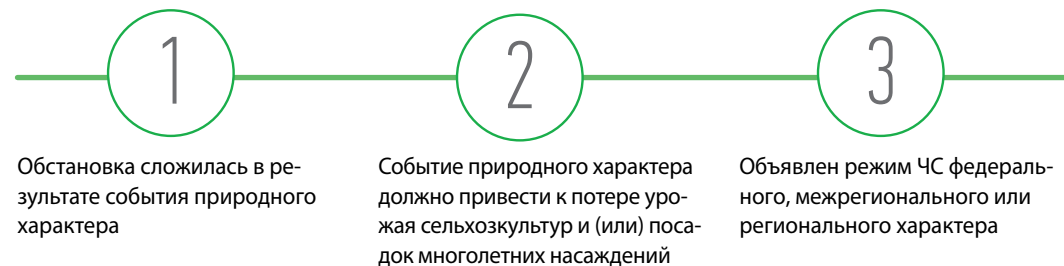 1
Обстановка сложилась в ре-
зультате события природного
характера
2
Событие природного характера
должно привести к потере уро-
жая сельхозкультур и (или) поса-
док многолетних насаждений
3
Объявлен режим ЧС федераль-
ного, межрегионального или
регионального характера